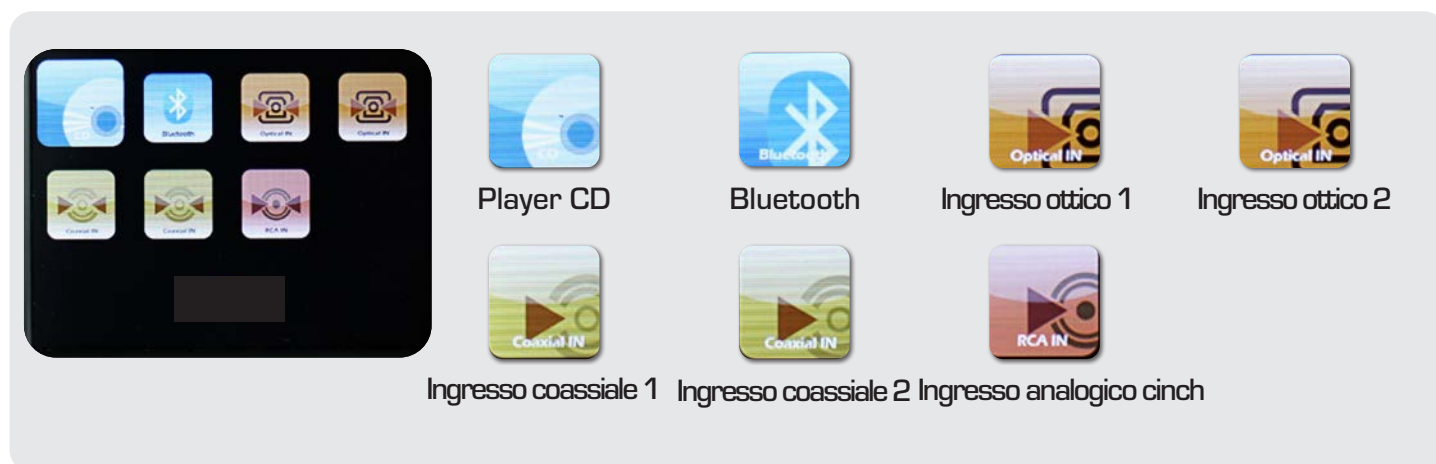 CD Bluetooth Optical IN Optical IN
Coaxial IN Coaxial IN RCA IN
CD Bluetooth Optical IN Optical IN
Player CD Bluetooth Ingresso ottico 1 Ingresso ottico 2
Coaxial IN Coaxial IN RCA IN
Ingresso coassiale 1 Ingresso coassiale 2 Ingresso analogico cinch